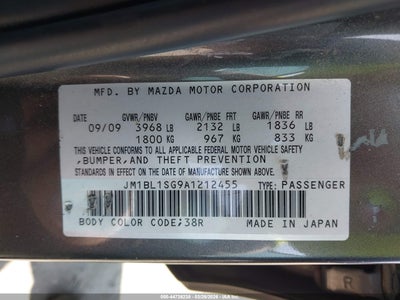 MFD. BY MAZDA MOTOR CORPORATION
DATE GVWR/PNBV GAWR/PNBE FRT GAWR/PNBE RR
09/09 3968 LB 2132 LB 1836 LB
1800 KG 967 KG 833 KG
THIS VEHICLE CONFORMS TO ALL APPLICABLE FEDERAL MOTOR VEHICLE SAFETY
,BUMPER,AND THEFT PREVENTION
STANDARDS IN EFFECT ON THE DATE OF MANUFACTURE SHOWN ABOVE.
JM1BL1SG9A1212455 TYPE: PASSENGER
BODY COLOR CODE;38R MADE IN JAPAN
R